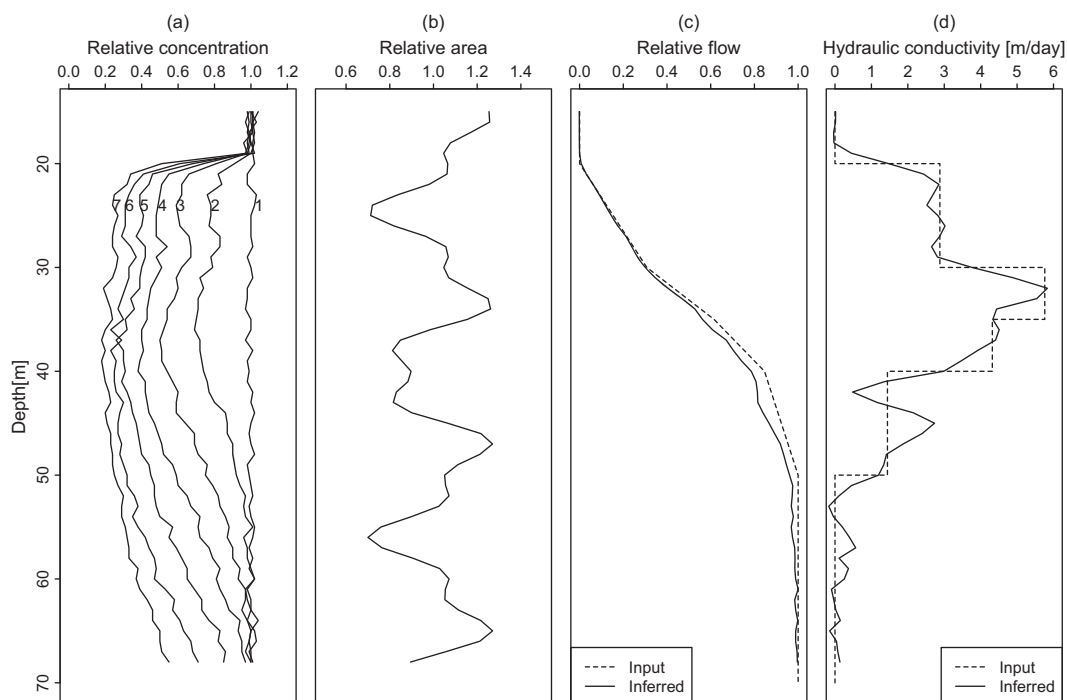 (a)
Relative concentration
0.0 0.2 0.4 0.6 0.8 1.0 1.2
(b)
Relative area
0.6 0.8 1.0 1.2 1.4
(c)
Relative flow
0.0 0.2 0.4 0.6 0.8 1.0
(d)
Hydraulic conductivity [m/day]
0 1 2 3 4 5 6
Depth[m]
20
30
40
50
60
70
7 6 5 4 3 2 1
Input
Inferred
Input
Inferred